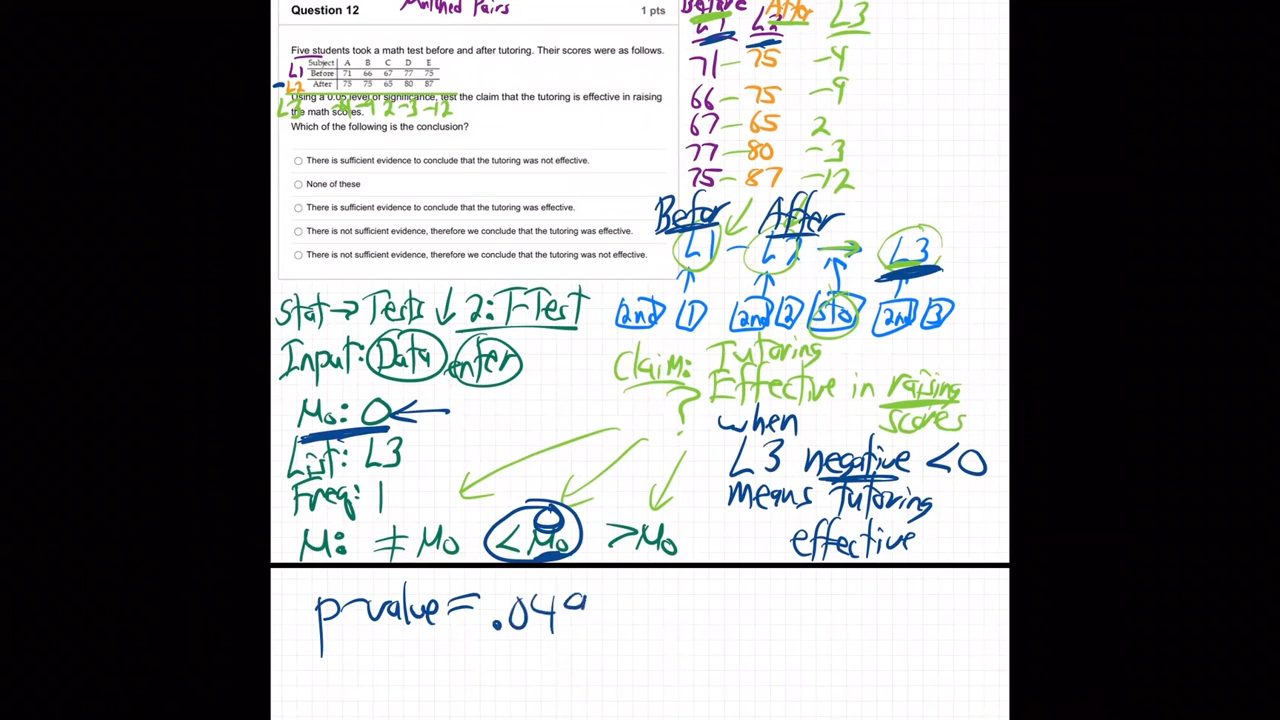 Matched Pairs
Question 12
1 pts
Five students took a math test before and after tutoring. Their scores were as follows.
Subject A B C D E
L1 Before 71 66 67 77 75
-L2 After 75 75 65 80 87
Using a 0.05 level of significance, test the claim that the tutoring is effective in raising
L3 -4 -9 2 -3 -12
the math scores.
Which of the following is the conclusion?
There is sufficient evidence to conclude that the tutoring was not effective.
None of these
There is sufficient evidence to conclude that the tutoring was effective.
There is not sufficient evidence, therefore we conclude that the tutoring was effective.
There is not sufficient evidence, therefore we conclude that the tutoring was not effective.
Before After
L1 L2 L3
71 - 75 -4
66 - 75 -9
67 - 65 2
77 - 80 -3
75 - 87 -12
Befor After
L1 - L2 → L3
2nd 1 2nd 2 sto 2nd 3
Stat → Tests ↓ 2: T-Test
Input: Data enter
μ₀: 0
List: L3
Freq: 1
μ: ≠ μ₀ < μ₀ > μ₀
0
Claim: Tutoring
Effective in raising
scores
?
when
L3 negative < 0
means tutoring
effective
p-value = .049